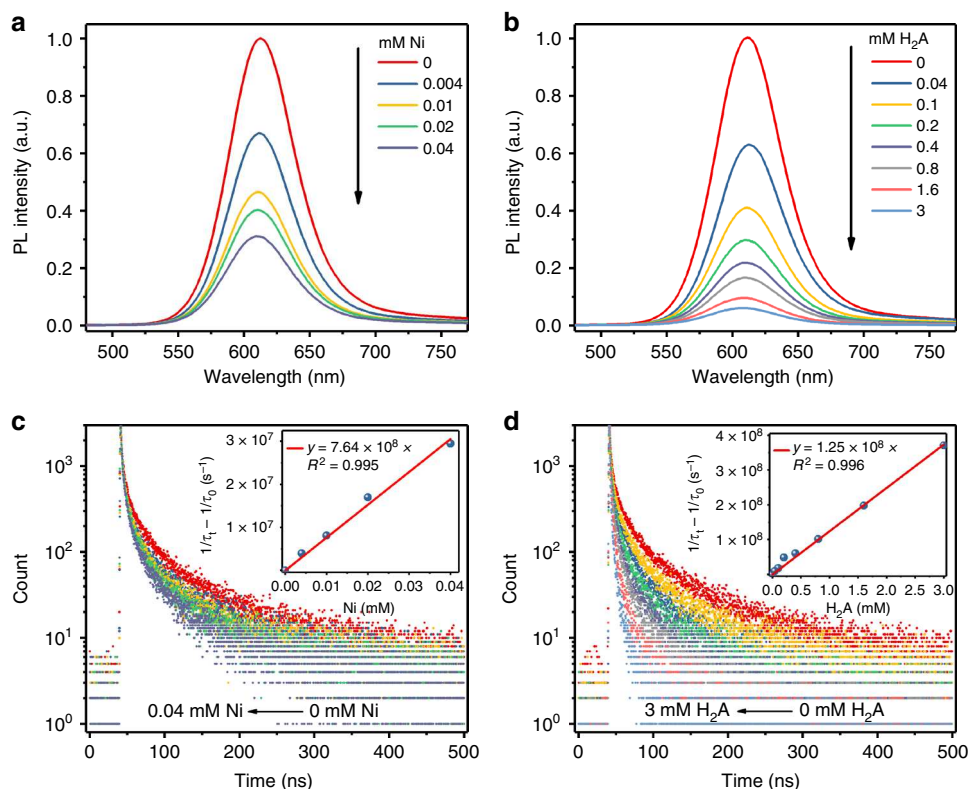 a
mM Ni
0
0.004
0.01
0.02
0.04
PL intensity (a.u.)
1.0
0.8
0.6
0.4
0.2
0.0
500 550 600 650 700 750
Wavelength (nm)
b
mM H₂A
0
0.04
0.1
0.2
0.4
0.8
1.6
3
PL intensity (a.u.)
1.0
0.8
0.6
0.4
0.2
0.0
500 550 600 650 700 750
Wavelength (nm)
c
Count
10³
10²
10¹
10⁰
0 100 200 300 400 500
Time (ns)
0.04 mM Ni ← 0 mM Ni
1/τt − 1/τ0 (s⁻¹)
3 × 10⁷
2 × 10⁷
1 × 10⁷
y = 7.64 × 10⁸ ×
R² = 0.995
0.00 0.01 0.02 0.03 0.04
Ni (mM)
d
Count
10³
10²
10¹
10⁰
0 100 200 300 400 500
Time (ns)
3 mM H₂A ← 0 mM H₂A
1/τt − 1/τ0 (s⁻¹)
4 × 10⁸
3 × 10⁸
2 × 10⁸
1 × 10⁸
y = 1.25 × 10⁸ ×
R² = 0.996
0.0 0.5 1.0 1.5 2.0 2.5 3.0
H₂A (mM)